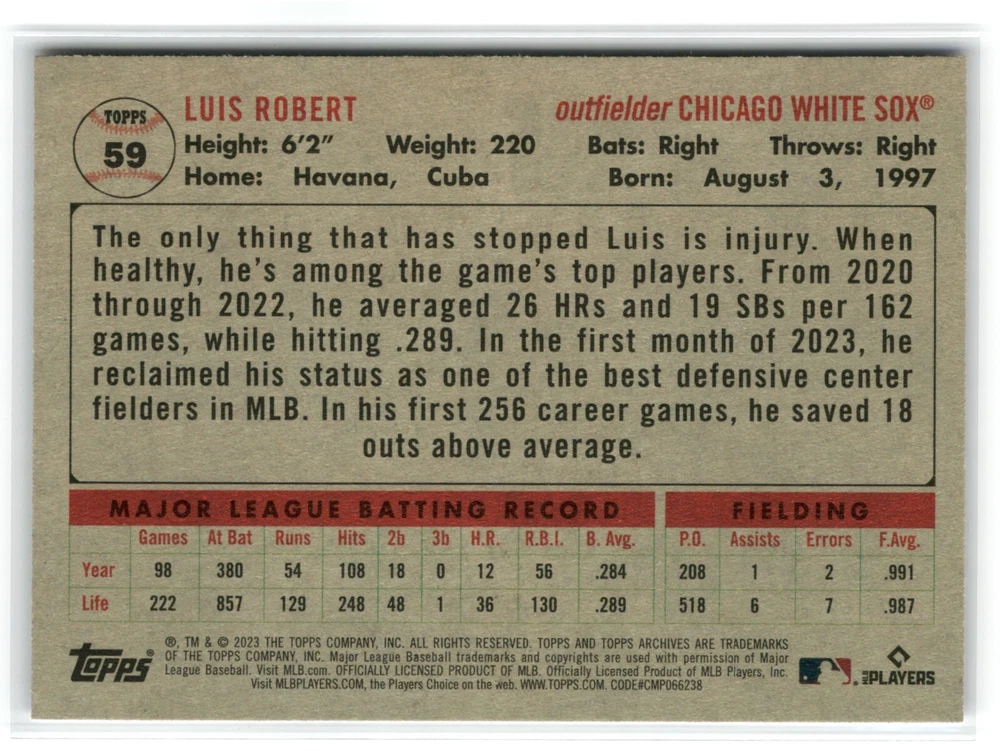 TOPPS
59
LUIS ROBERT outfielder CHICAGO WHITE SOX®
Height: 6'2" Weight: 220 Bats: Right Throws: Right
Home: Havana, Cuba Born: August 3, 1997
The only thing that has stopped Luis is injury. When
healthy, he's among the game's top players. From 2020
through 2022, he averaged 26 HRs and 19 SBs per 162
games, while hitting .289. In the first month of 2023, he
reclaimed his status as one of the best defensive center
fielders in MLB. In his first 256 career games, he saved 18
outs above average.
MAJOR LEAGUE BATTING RECORD FIELDING
Games At Bat Runs Hits 2b 3b H.R. R.B.I. B. Avg. P.O. Assists Errors F.Avg.
Year 98 380 54 108 18 0 12 56 .284 208 1 2 .991
Life 222 857 129 248 48 1 36 130 .289 518 6 7 .987
Topps®
®, TM & © 2023 THE TOPPS COMPANY, INC. ALL RIGHTS RESERVED. TOPPS AND TOPPS ARCHIVES ARE TRADEMARKS
OF THE TOPPS COMPANY, INC. Major League Baseball trademarks and copyrights are used with permission of Major
League Baseball. Visit MLB.com. OFFICIALLY LICENSED PRODUCT OF MLB. Officially Licensed Product of MLB Players, Inc.
Visit MLBPLAYERS.COM, the Players Choice on the web. WWW.TOPPS.COM. CODE#CMP066238
MLB PLAYERS